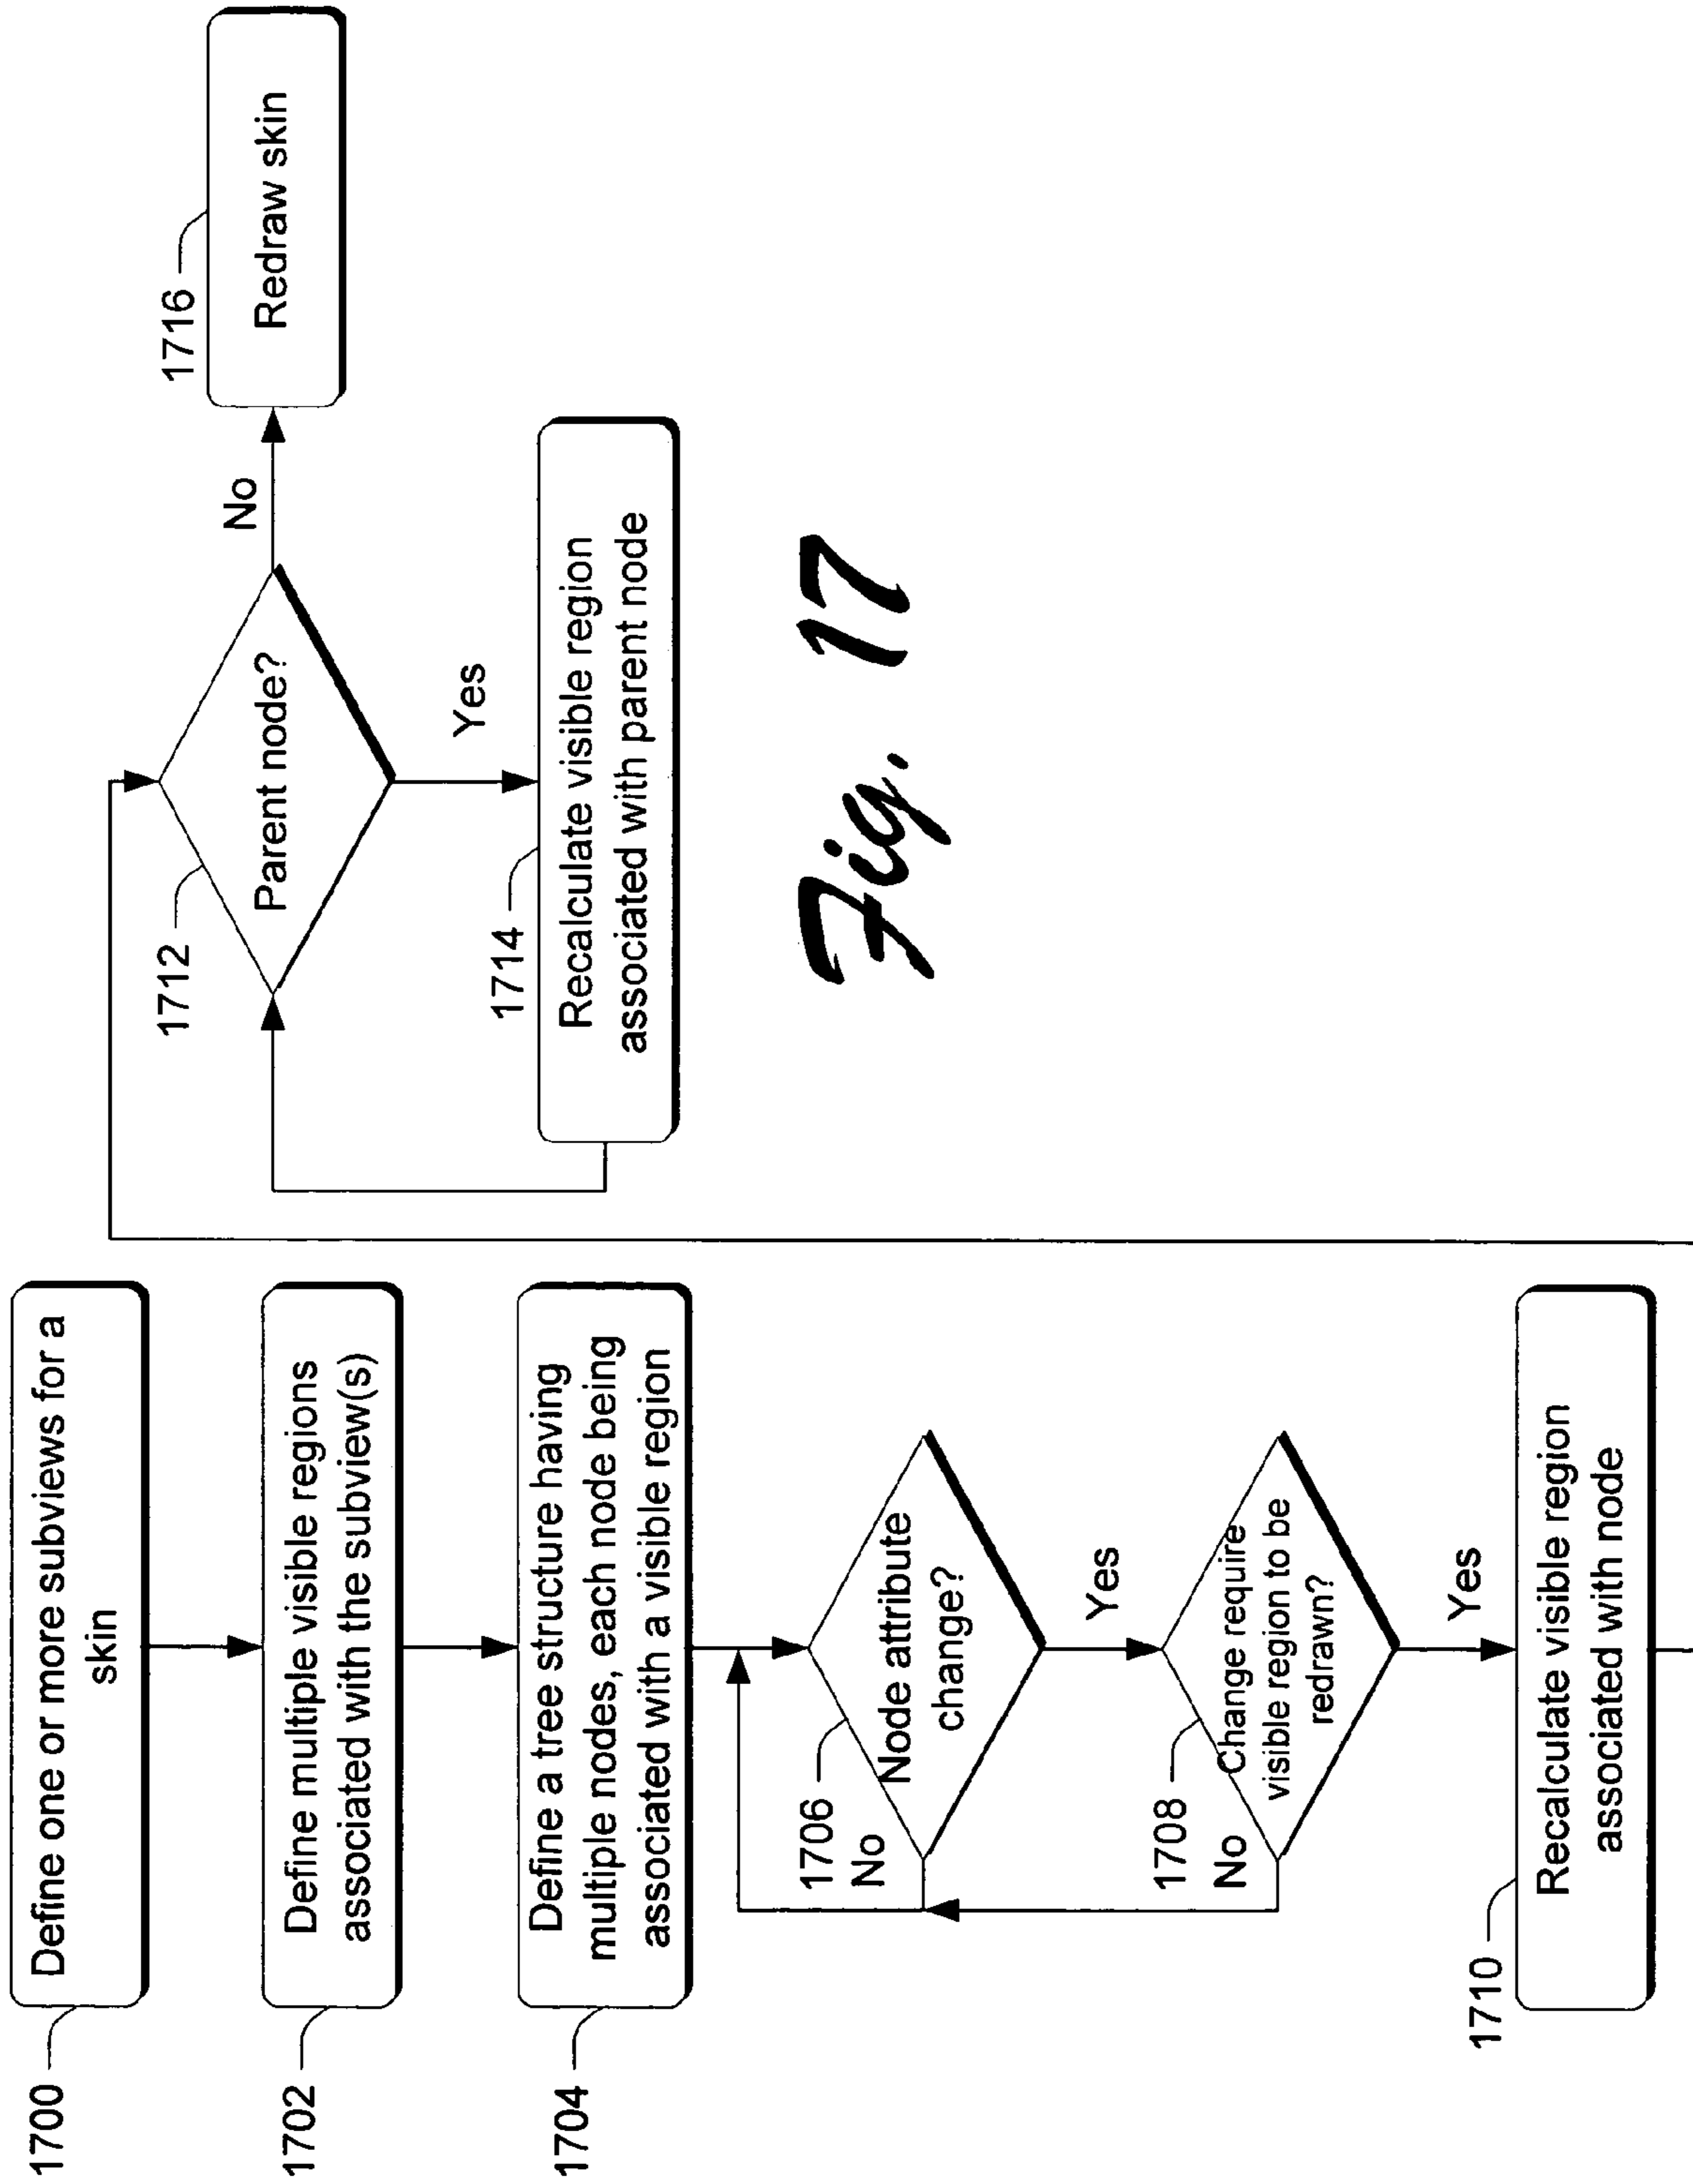 1700
Define one or more subviews for a
skin
1702
Define multiple visible regions
associated with the subview(s)
1704
Define a tree structure having
multiple nodes, each node being
associated with a visible region
1706
No
Node attribute
change?
Yes
1708
No
Change require
visible region to be
redrawn?
Yes
1710
Recalculate visible region
associated with node
1712
Parent node?
No
Yes
1714
Recalculate visible region
associated with parent node
1716
Redraw skin
Fig. 17